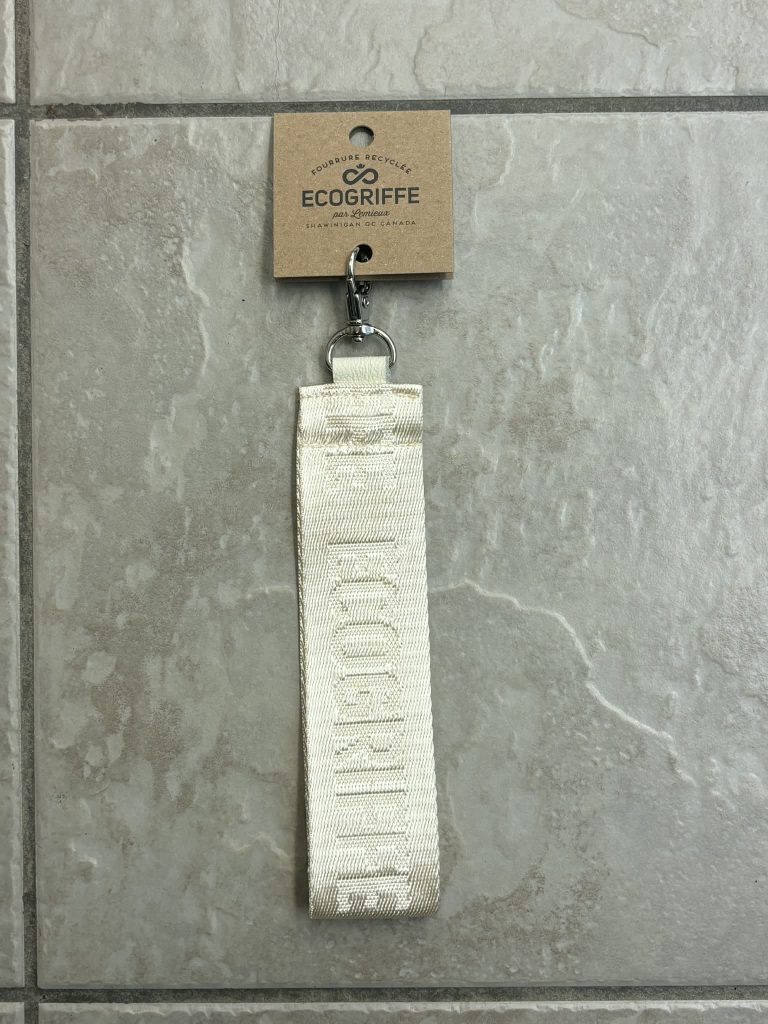 FOURRURE RECYCLÉE
ECOGRIFFE
par Lemieux
SHAWINIGAN QC CANADA
ECOGRIFFE